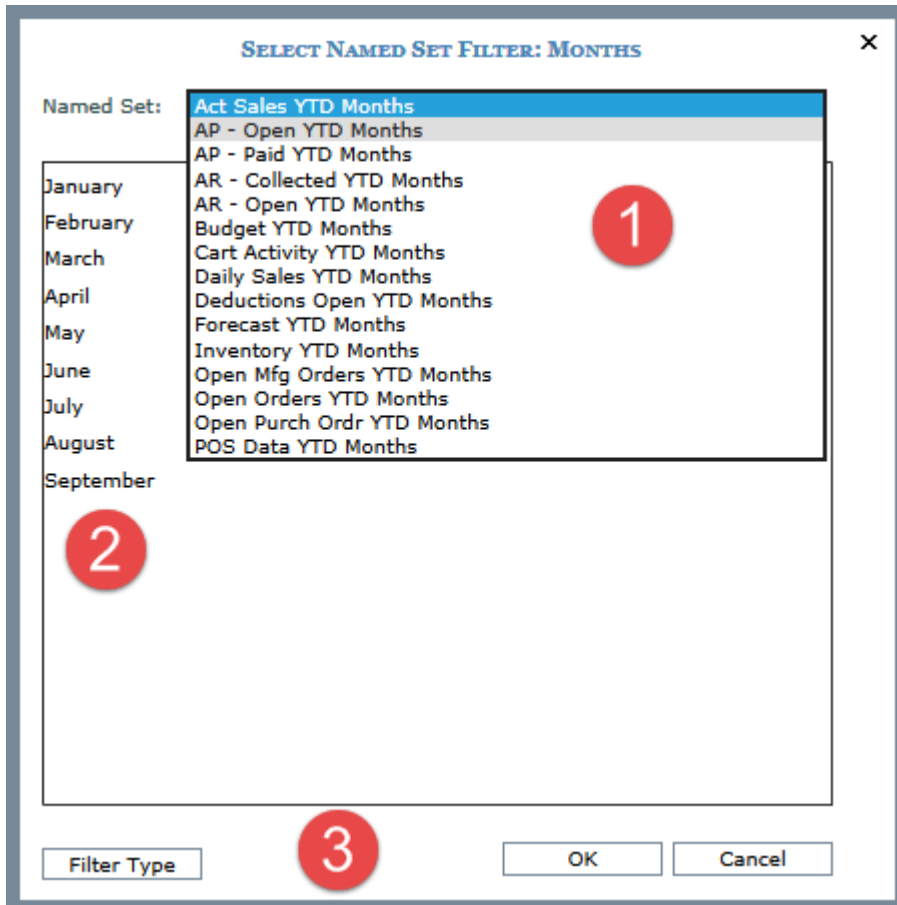 SELECT NAMED SET FILTER: MONTHS
×
Named Set:
Act Sales YTD Months
AP - Open YTD Months
AP - Paid YTD Months
AR - Collected YTD Months
AR - Open YTD Months
Budget YTD Months
Cart Activity YTD Months
Daily Sales YTD Months
Deductions Open YTD Months
Forecast YTD Months
Inventory YTD Months
Open Mfg Orders YTD Months
Open Orders YTD Months
Open Purch Ordr YTD Months
POS Data YTD Months
1
January
February
March
April
May
June
July
August
September
2
3
Filter Type
OK
Cancel